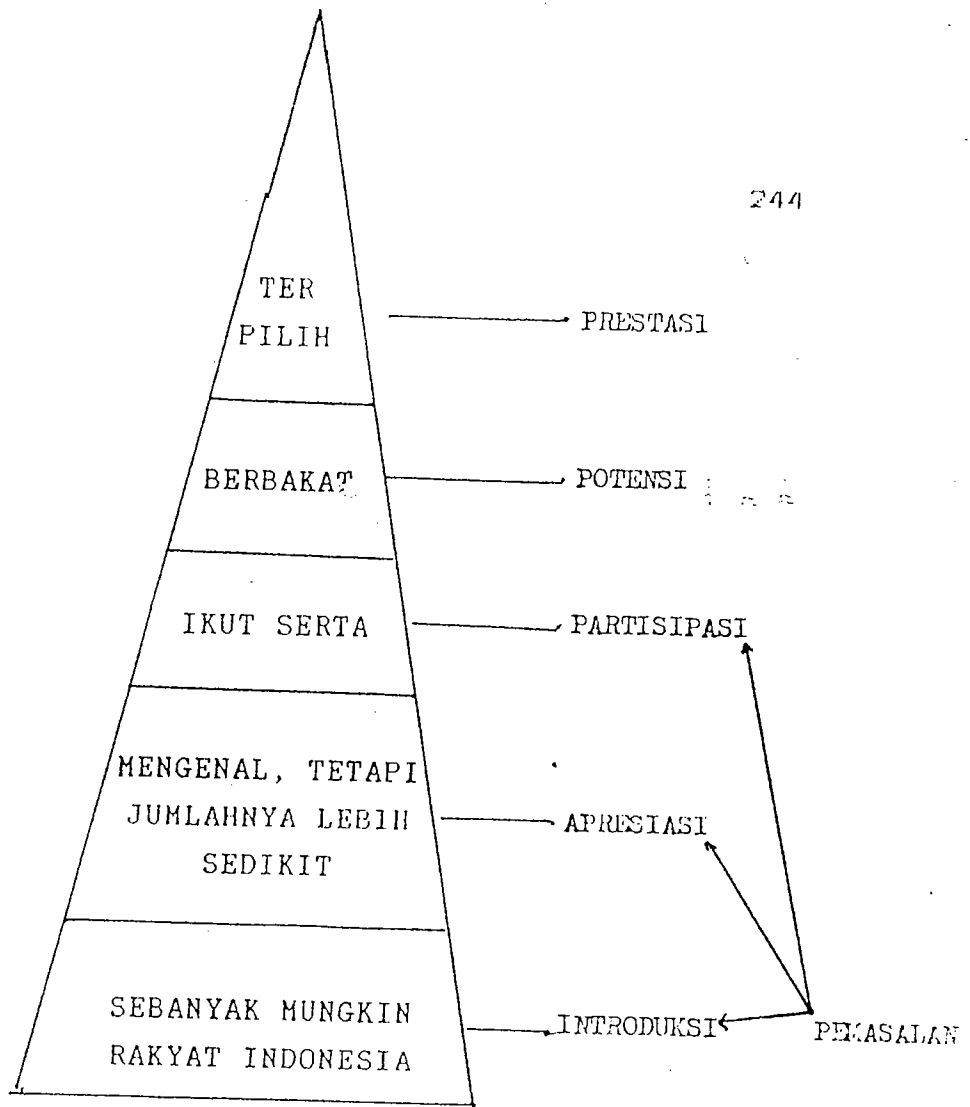 244
TER
PILIH
PRESTASI
BERBAKAT
POTENSI
IKUT SERTA
PARTISIPASI
MENGENAL, TETAPI
JUMLAHNYA LEBIH
SEDIKIT
APRESIASI
SEBANYAK MUNGKIN
RAKYAT INDONESIA
INTRODUKSI
PEMASALAN